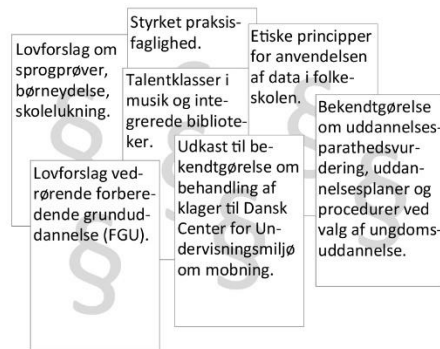 Styrket praksis-
faglighed.
Lovforslag om
sprogprøver,
børneydelse,
skolelukning.
Etiske principper
for anvendelsen
af data i folke-
skolen.
Talentklasser i
musik og inte-
grerede bibliote-
ker.
Bekendtgørelse
om uddannelses-
parathedsvur-
dering, uddan-
nelsesplaner og
procedurer ved
valg af ungdoms-
uddannelse.
Lovforslag ved-
rørende forbere-
dende grundud-
dannelse (FGU).
Udkast til be-
kendtgørelse om
behandling af
klager til Dansk
Center for Un-
dervisningsmiljø
om mobning.
§
§
§
§
§
§